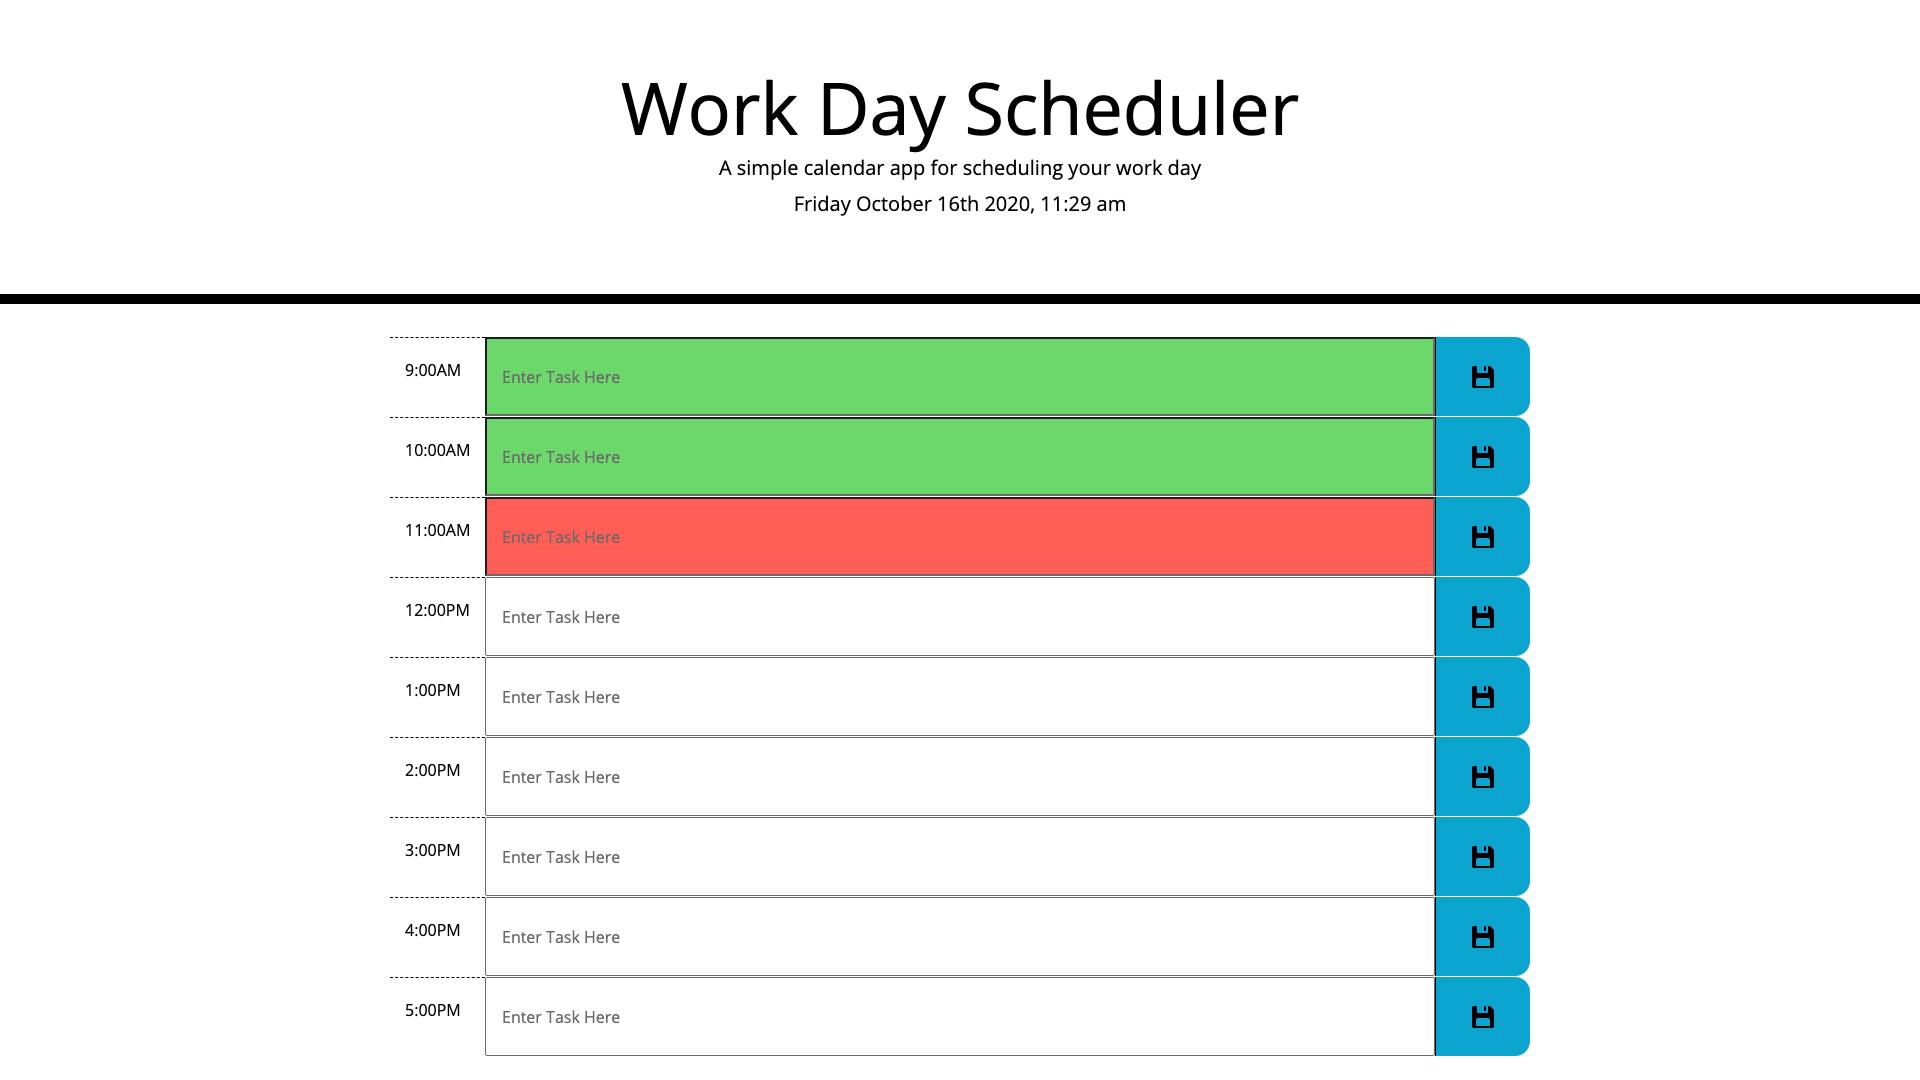 Work Day Scheduler
A simple calendar app for scheduling your work day
Friday October 16th 2020, 11:29 am
9:00AM Enter Task Here
10:00AM Enter Task Here
11:00AM Enter Task Here
12:00PM Enter Task Here
1:00PM Enter Task Here
2:00PM Enter Task Here
3:00PM Enter Task Here
4:00PM Enter Task Here
5:00PM Enter Task Here